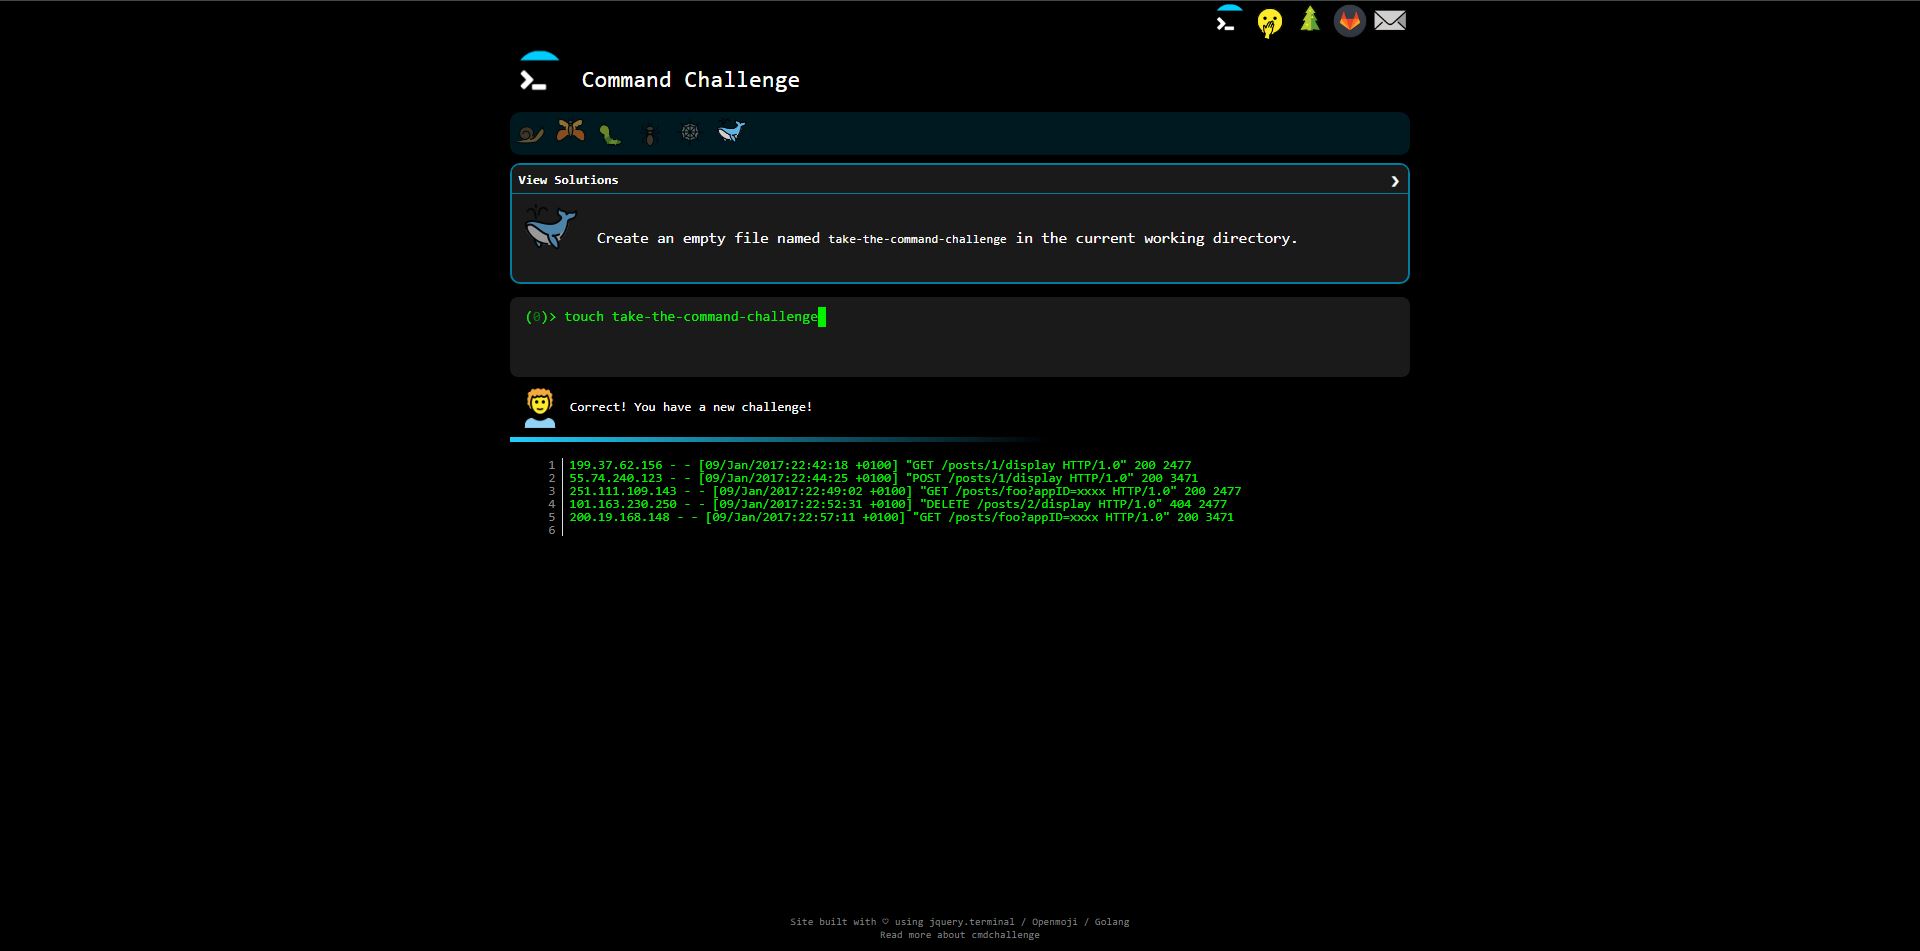 Command Challenge
View Solutions
Create an empty file named take-the-command-challenge in the current working directory.
(0)> touch take-the-command-challenge
Correct! You have a new challenge!
1 199.37.62.156 - - [09/Jan/2017:22:42:18 +0100] "GET /posts/1/display HTTP/1.0" 200 2477
2 55.74.240.123 - - [09/Jan/2017:22:44:25 +0100] "POST /posts/1/display HTTP/1.0" 200 3471
3 251.111.109.143 - - [09/Jan/2017:22:49:02 +0100] "GET /posts/foo?appID=xxxx HTTP/1.0" 200 2477
4 101.163.230.250 - - [09/Jan/2017:22:52:31 +0100] "DELETE /posts/2/display HTTP/1.0" 404 2477
5 200.19.168.148 - - [09/Jan/2017:22:57:11 +0100] "GET /posts/foo?appID=xxxx HTTP/1.0" 200 3471
6
Site built with ♡ using jquery.terminal / Openmoji / Golang
Read more about cmdchallenge